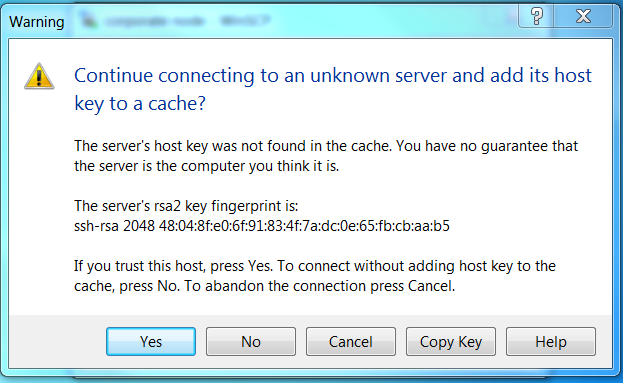 corporate-node WinSCP
Warning
?
Continue connecting to an unknown server and add its host
key to a cache?
The server's host key was not found in the cache. You have no guarantee that
the server is the computer you think it is.
The server's rsa2 key fingerprint is:
ssh-rsa 2048 48:04:8f:e0:6f:91:83:4f:7a:dc:0e:65:fb:cb:aa:b5
If you trust this host, press Yes. To connect without adding host key to the
cache, press No. To abandon the connection press Cancel.
Yes No Cancel Copy Key Help